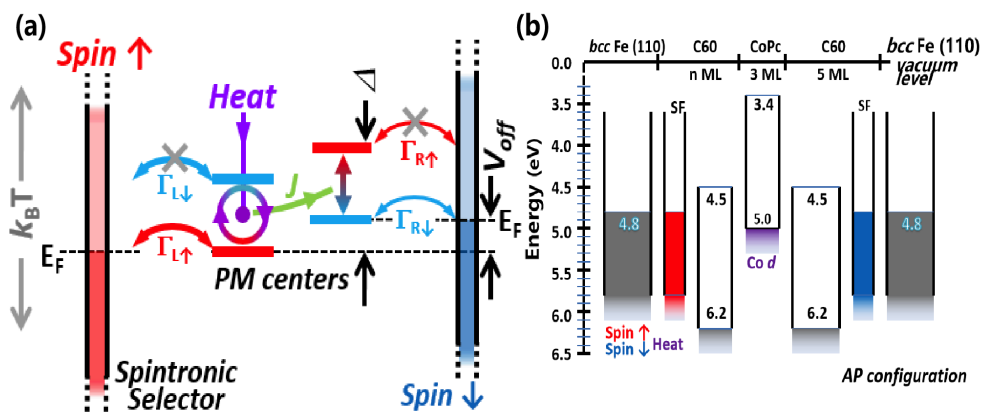 (a)
Spin ↑
Heat
Δ
Γ_R↑
Γ_L↓
J
V_off
k_BT
E_F
Γ_R↓
E_F
Γ_L↑
PM centers
Spintronic
Selector
Spin ↓
(b)
bcc Fe (110)
C60
CoPc
C60
bcc Fe (110)
n ML
3 ML
5 ML
vacuum
level
Energy (eV)
0.0
3.5
4.0
4.5
5.0
5.5
6.0
6.5
SF
3.4
SF
4.5
4.5
4.8
5.0
4.8
Co d
6.2
6.2
Spin ↑
Spin ↓
Heat
AP configuration